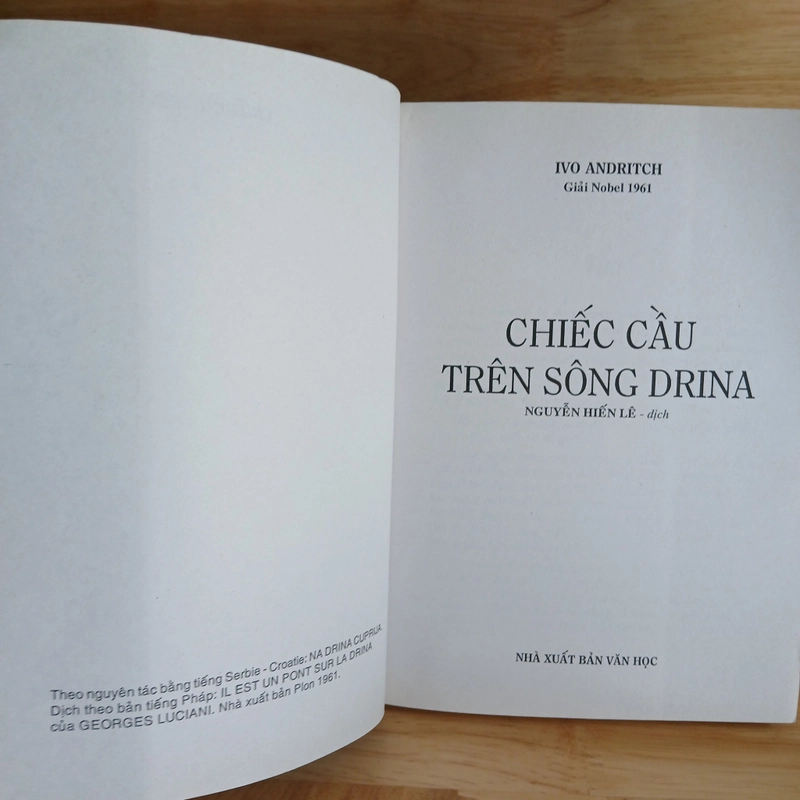 Theo nguyên tác bằng tiếng Serbie - Croatie: NA DRINA CUPRUA
Dịch theo bản tiếng Pháp: IL EST UN PONT SUR LA DRINA
của GEORGES LUCIANI. Nhà xuất bản Plon 1961.
IVO ANDRITCH
Giải Nobel 1961
CHIẾC CẦU
TRÊN SÔNG DRINA
NGUYỄN HIẾN LÊ - dịch
NHÀ XUẤT BẢN VĂN HỌC